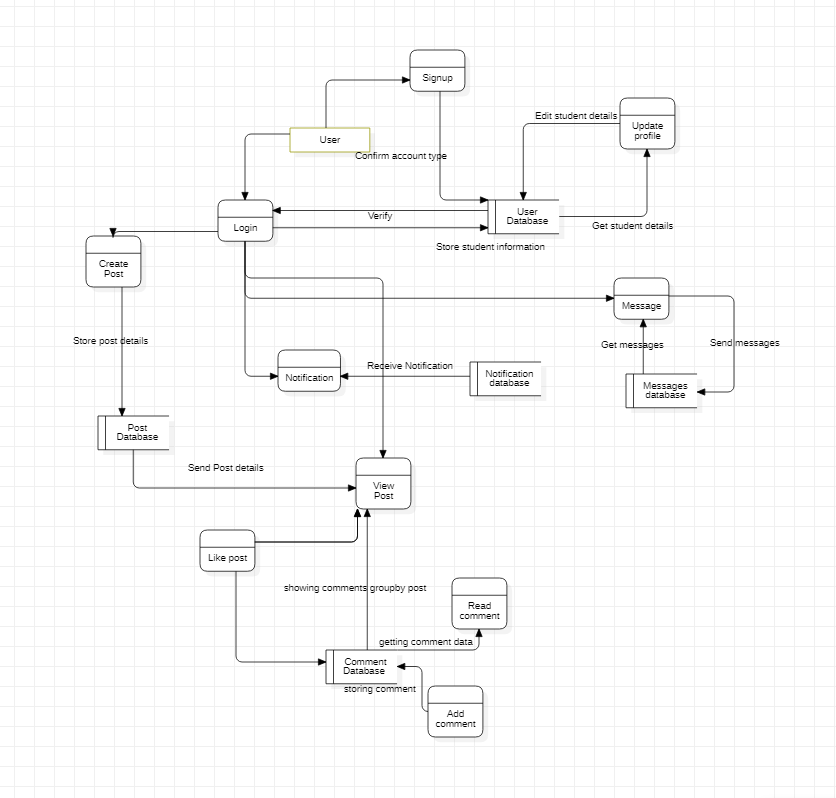 Signup
Edit student details
Update
profile
User
Confirm account type
User
Database
Verify
Login
Get student details
Store student information
Create
Post
Message
Store post details
Get messages
Send messages
Receive Notification
Notification
Notification
database
Messages
database
Post
Database
Send Post details
View
Post
Like post
showing comments groupby post
Read
comment
getting comment data
Comment
Database
storing comment
Add
comment